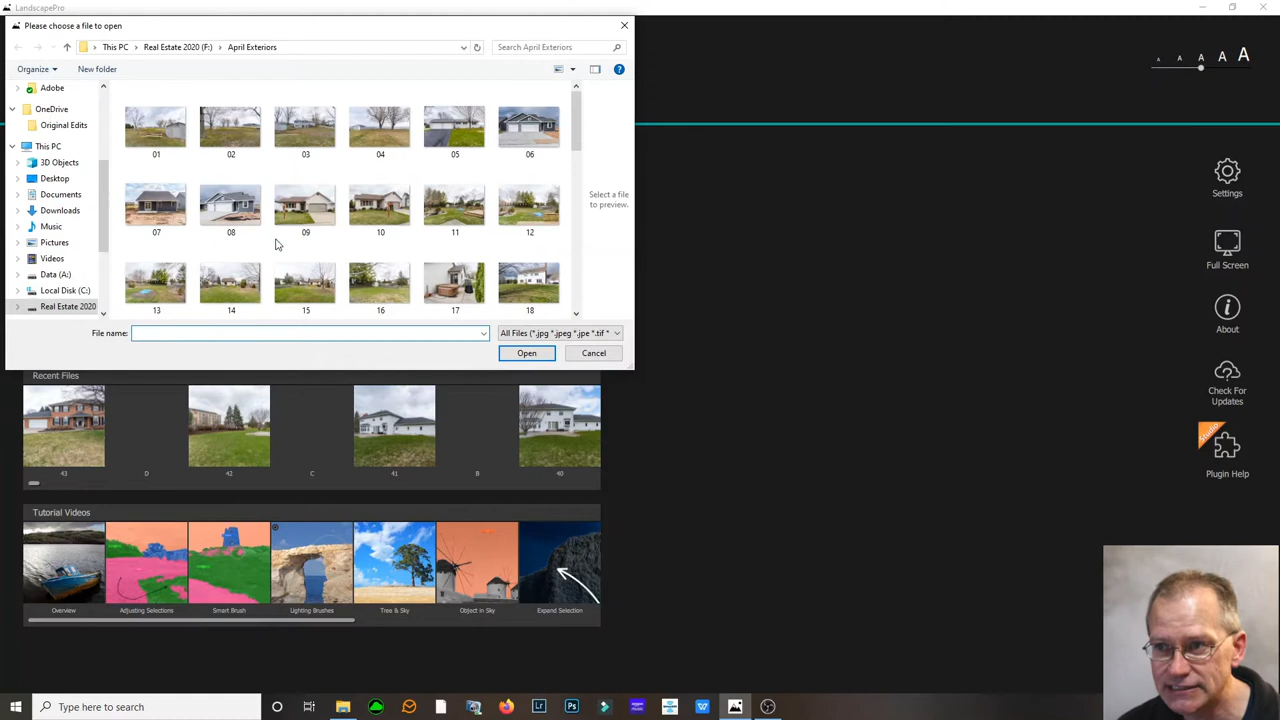 LandscapePro
Please choose a file to open
This PC > Real Estate 2020 (F:) > April Exteriors
Search April Exteriors
Organize
New folder
Adobe
OneDrive
Original Edits
This PC
3D Objects
Desktop
Documents
Downloads
Music
Pictures
Videos
Data (A:)
Local Disk (C:)
Real Estate 2020
01 02 03 04 05 06
07 08 09 10 11 12
13 14 15 16 17 18
Select a file
to preview.
File name:
All Files (*.jpg *.jpeg *.jpe *.tif *
Open
Cancel
A A A A A
Settings
Full Screen
About
Check For
Updates
Studio
Plugin Help
Recent Files
43 D 42 C 41 B 40
Tutorial Videos
Overview
Adjusting Selections
Smart Brush
Lighting Brushes
Tree & Sky
Object in Sky
Expand Selection
Type here to search